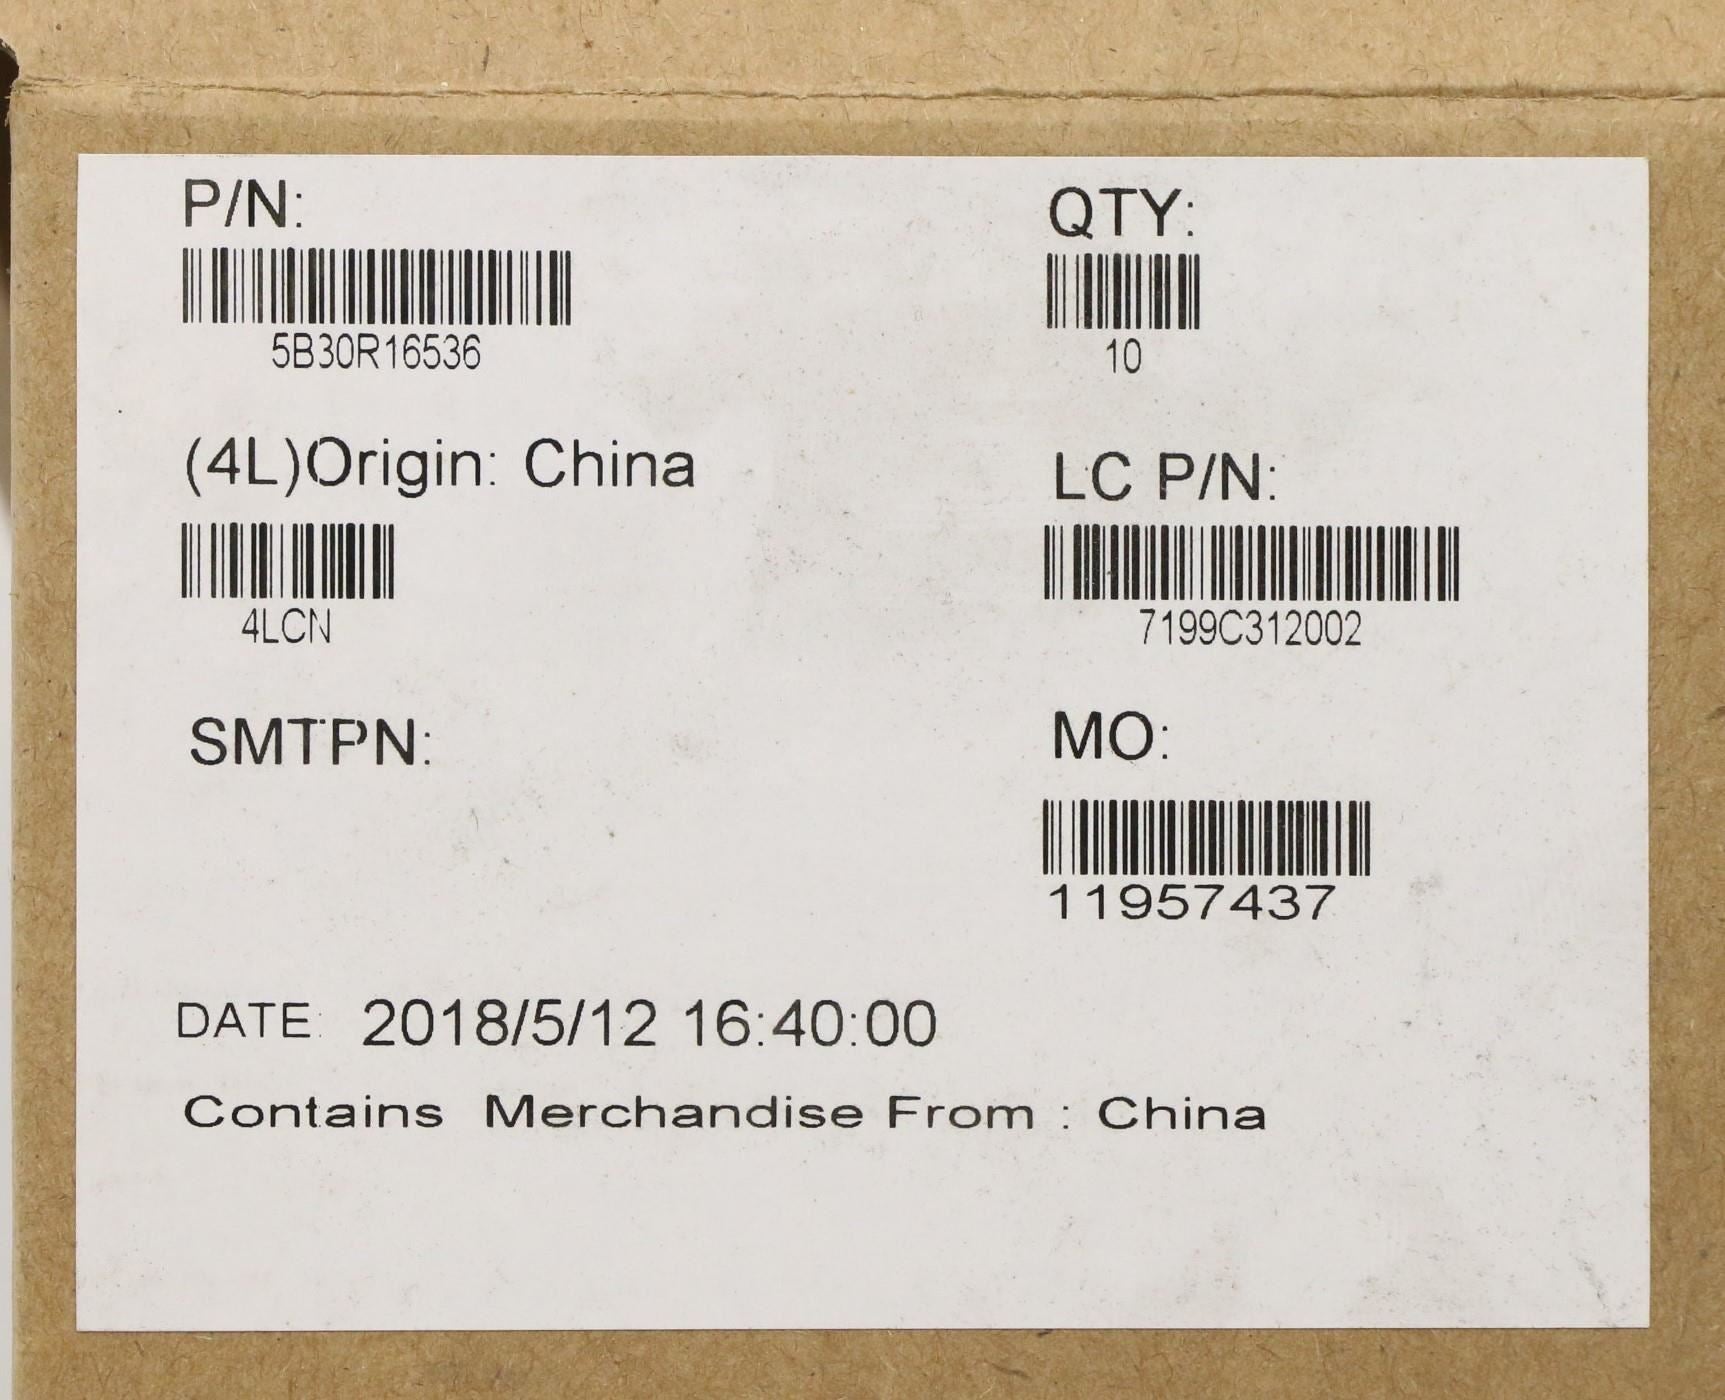 P/N:
QTY:
5B30R16536
10
(4L)Origin: China
LC P/N:
4LCN
7199C312002
SMTPN:
MO:
11957437
DATE: 2018/5/12 16:40:00
Contains Merchandise From : China